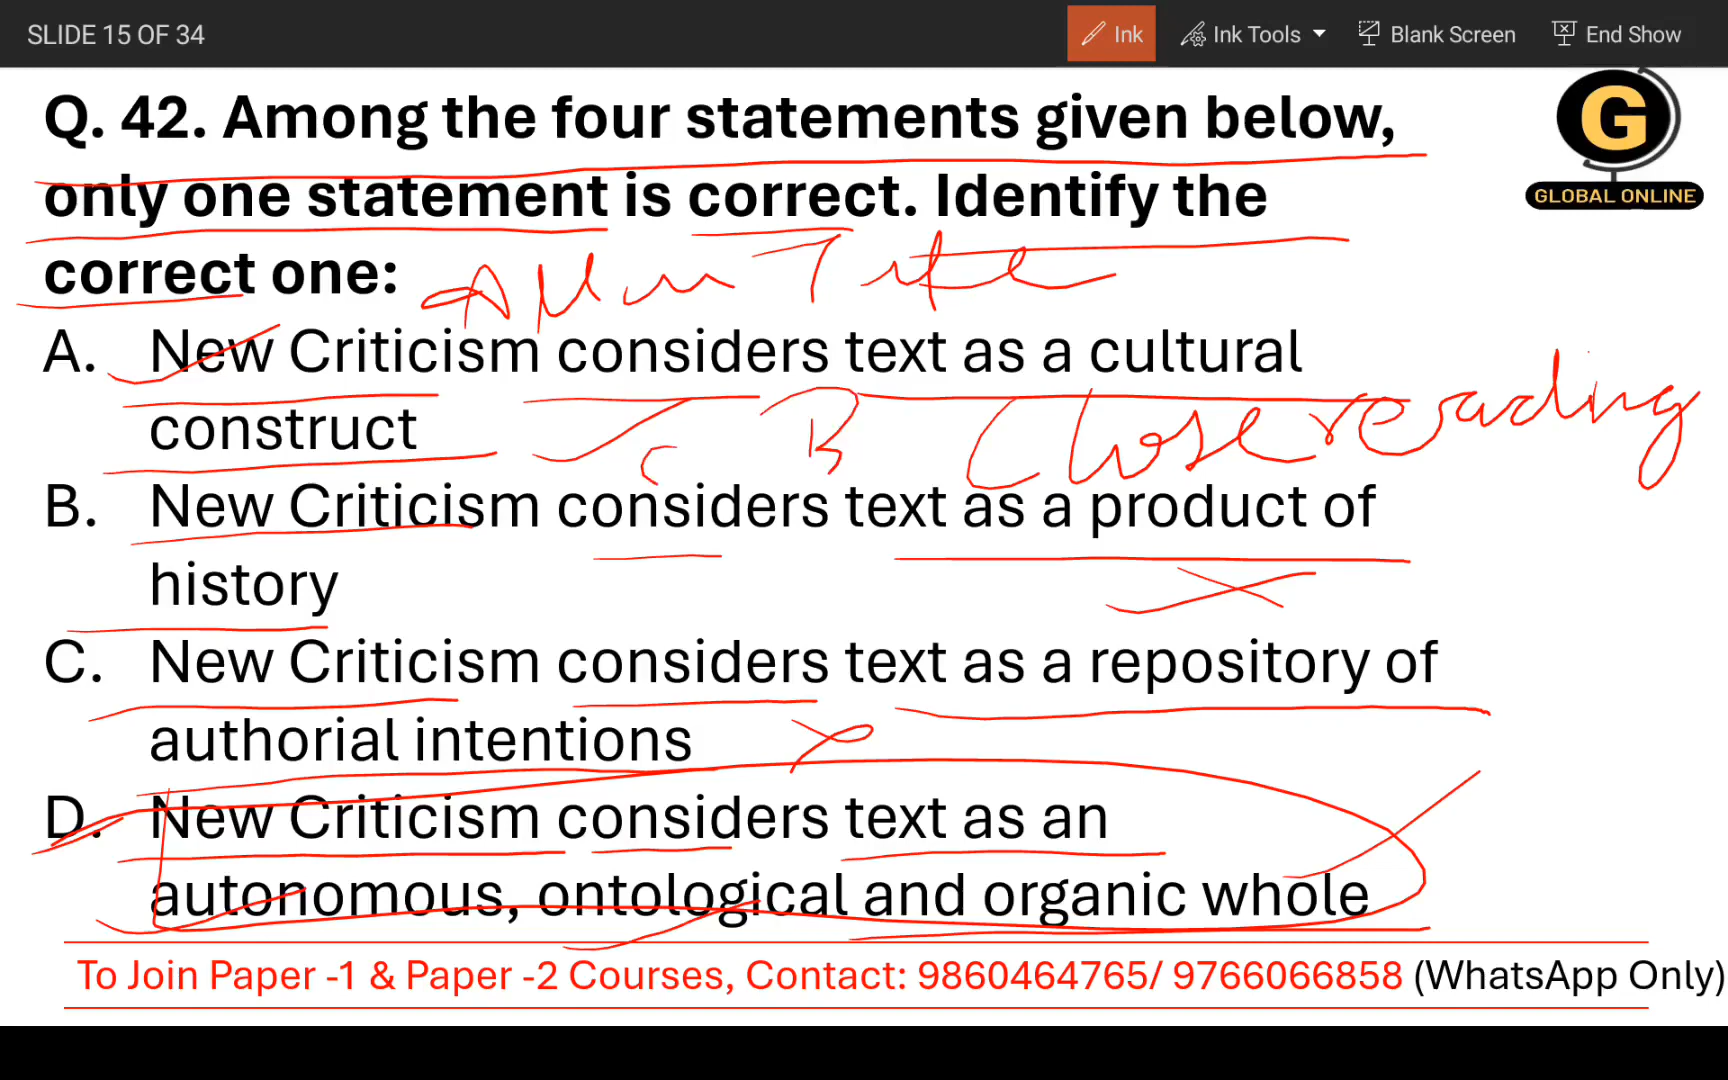 SLIDE 15 OF 34
Ink
Ink Tools
Blank Screen
End Show
Q. 42. Among the four statements given below,
only one statement is correct. Identify the
correct one:
G
GLOBAL ONLINE
Allen Tate
A. New Criticism considers text as a cultural
construct
C B Close reading
B. New Criticism considers text as a product of
history
C. New Criticism considers text as a repository of
authorial intentions
D. New Criticism considers text as an
autonomous, ontological and organic whole
To Join Paper -1 & Paper -2 Courses, Contact: 9860464765/ 9766066858 (WhatsApp Only)